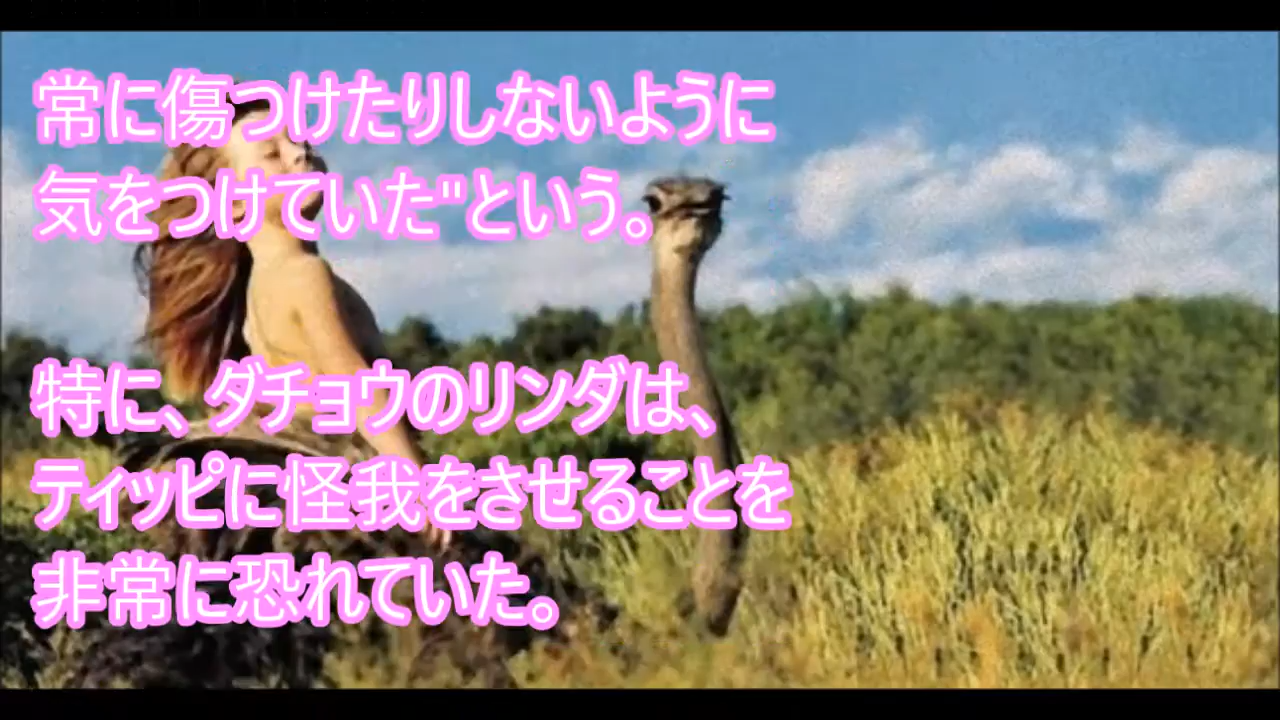 常に傷つけたりしないように
気をつけていた"という。
特に、ダチョウのリンダは、
ティッピに怪我をさせることを
非常に恐れていた。